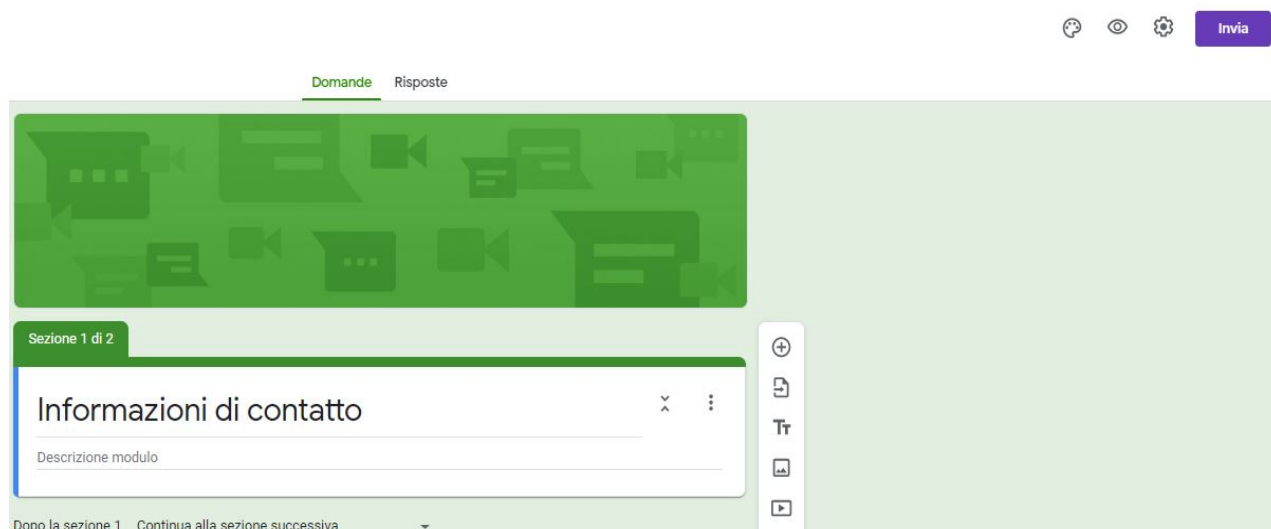 Invia
Domande Risposte
Sezione 1 di 2
Informazioni di contatto
Descrizione modulo
Dopo la sezione 1 Continua alla sezione successiva